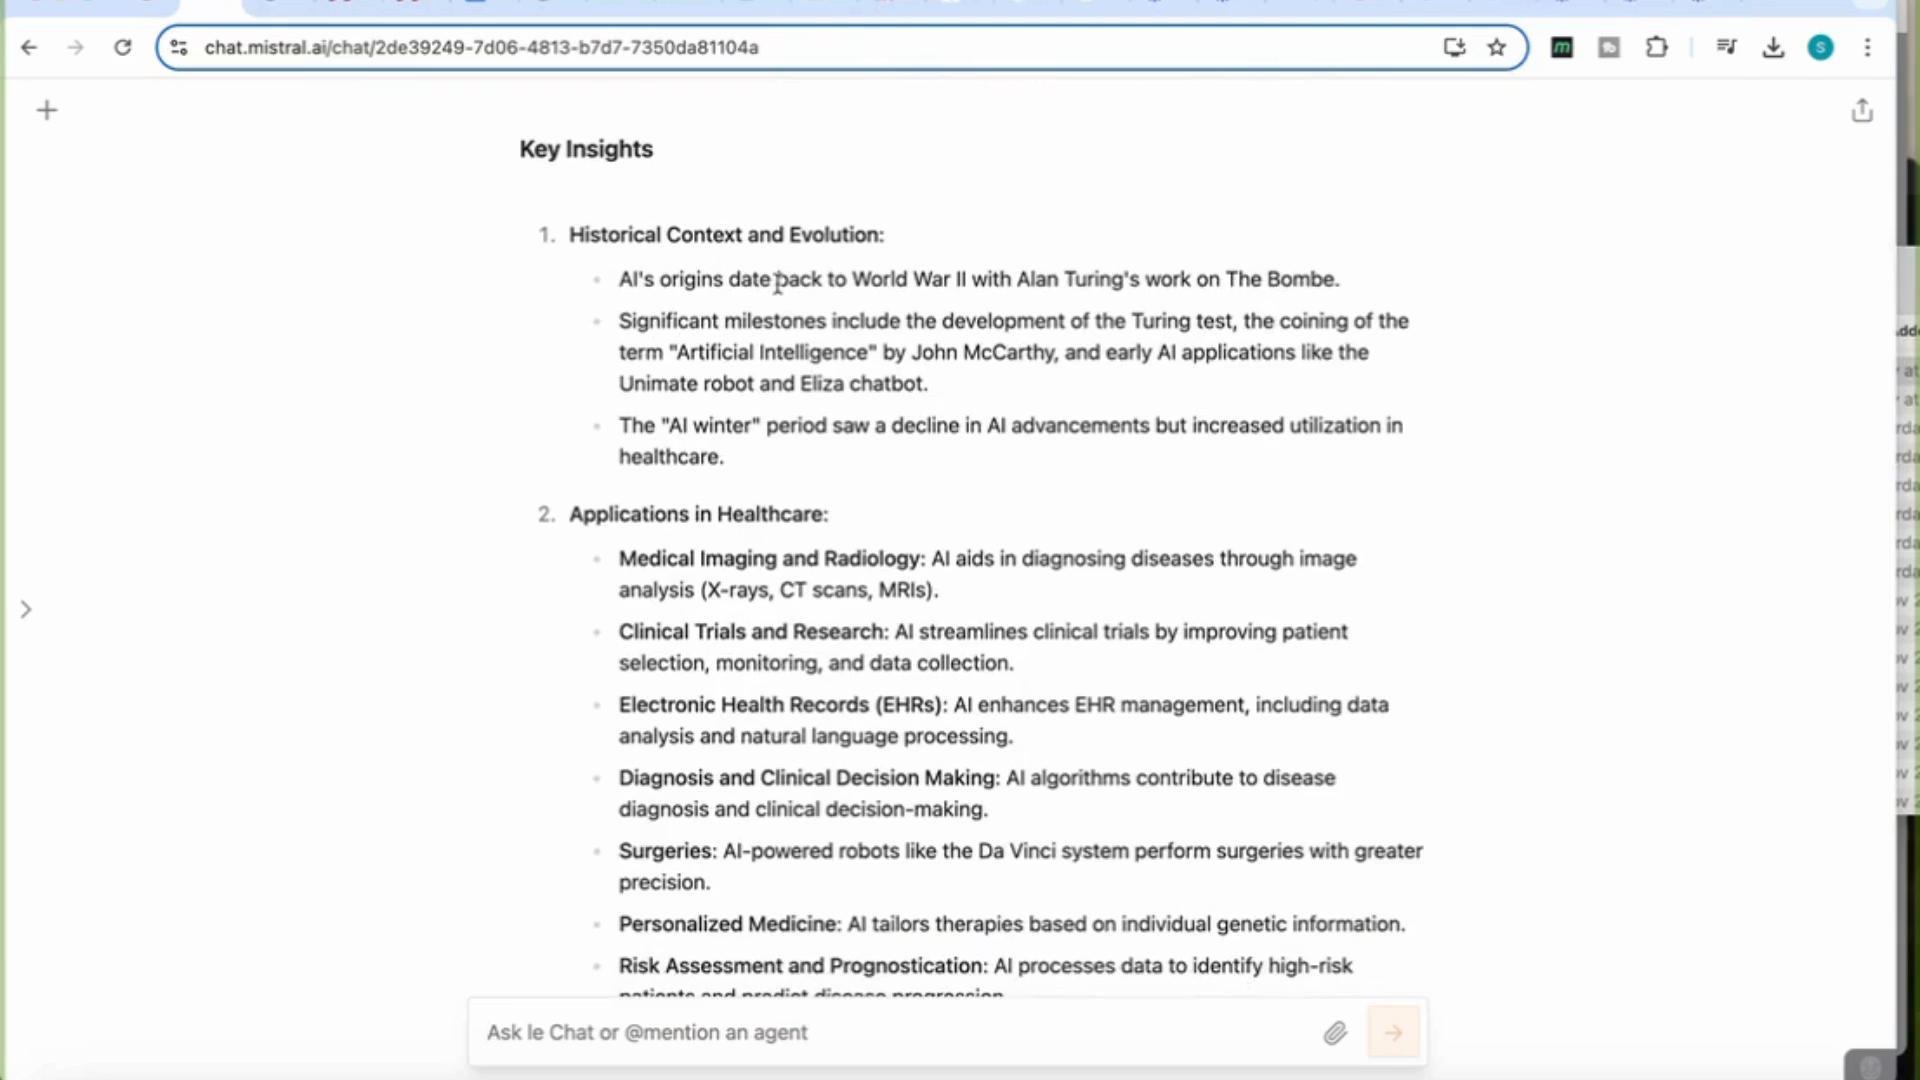 chat.mistral.ai/chat/2de39249-7d06-4813-b7d7-7350da81104a
S
Key Insights
1. Historical Context and Evolution:
AI's origins date back to World War II with Alan Turing's work on The Bombe.
Significant milestones include the development of the Turing test, the coining of the
term "Artificial Intelligence" by John McCarthy, and early AI applications like the
Unimate robot and Eliza chatbot.
The "AI winter" period saw a decline in AI advancements but increased utilization in
healthcare.
2. Applications in Healthcare:
Medical Imaging and Radiology: AI aids in diagnosing diseases through image
analysis (X-rays, CT scans, MRIs).
Clinical Trials and Research: AI streamlines clinical trials by improving patient
selection, monitoring, and data collection.
Electronic Health Records (EHRs): AI enhances EHR management, including data
analysis and natural language processing.
Diagnosis and Clinical Decision Making: AI algorithms contribute to disease
diagnosis and clinical decision-making.
Surgeries: AI-powered robots like the Da Vinci system perform surgeries with greater
precision.
Personalized Medicine: AI tailors therapies based on individual genetic information.
Risk Assessment and Prognostication: AI processes data to identify high-risk
patients and predict disease progression.
Ask le Chat or @mention an agent